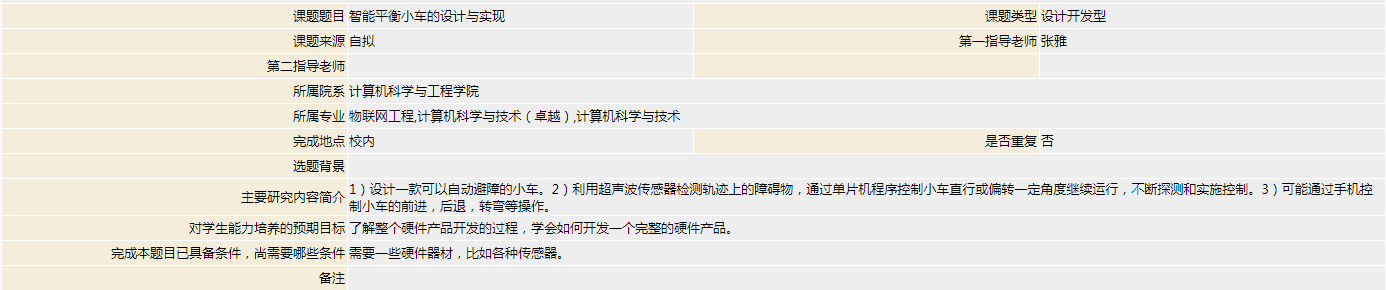 课题题目 智能平衡小车的设计与实现 课题类型 设计开发型
课题来源 自拟 第一指导老师 张雅
第二指导老师
所属院系 计算机科学与工程学院
所属专业 物联网工程,计算机科学与技术（卓越）,计算机科学与技术
完成地点 校内 是否重复 否
选题背景
主要研究内容简介 1）设计一款可以自动避障的小车。2）利用超声波传感器检测轨迹上的障碍物，通过单片机程序控制小车直行或偏转一定角度继续运行，不断探测和实施控制。3）可能通过手机控
制小车的前进，后退，转弯等操作。
对学生能力培养的预期目标 了解整个硬件产品开发的过程，学会如何开发一个完整的硬件产品。
完成本题目已具备条件，尚需要哪些条件 需要一些硬件器材，比如各种传感器。
备注